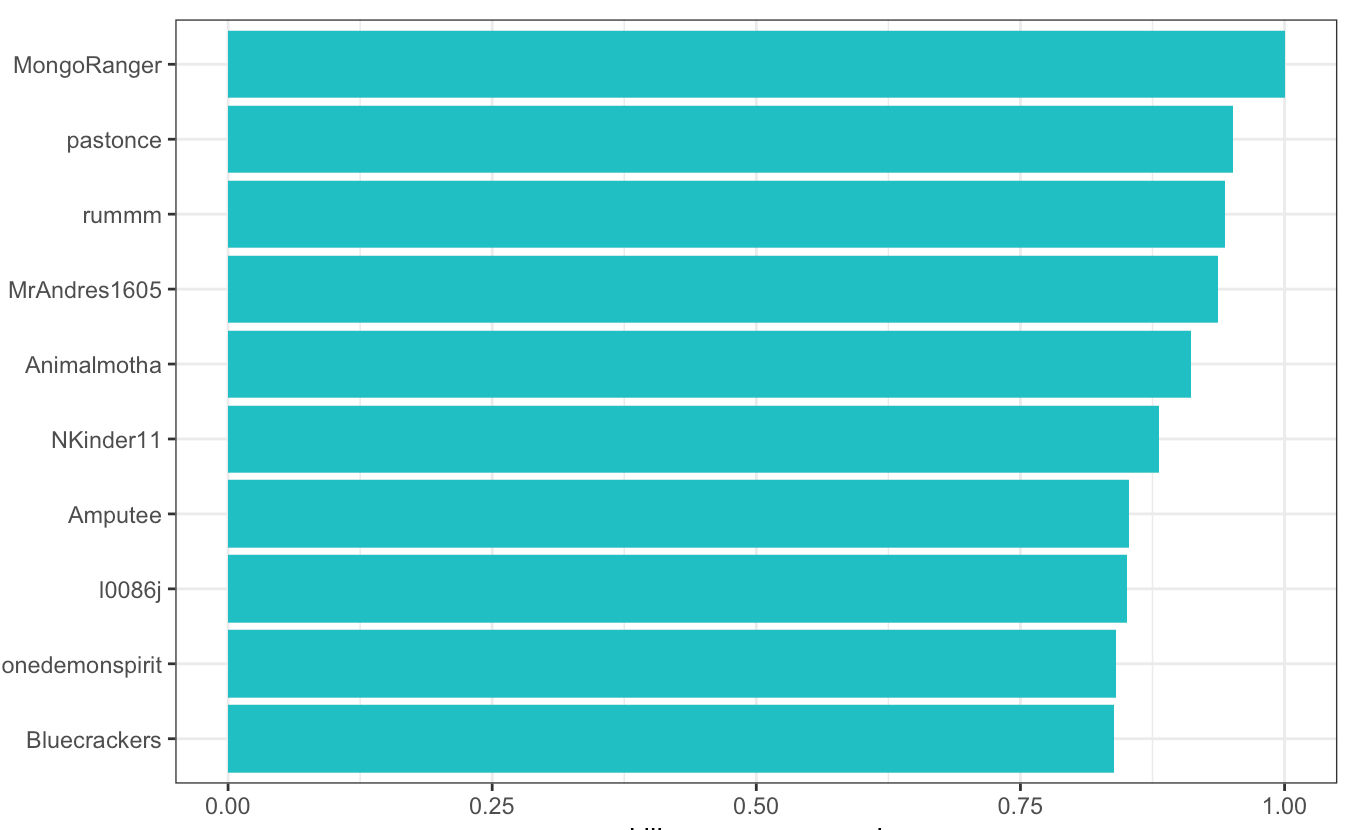 MongoRanger
pastonce
rummm
MrAndres1605
Animalmotha
NKinder11
Amputee
l0086j
onedemonspirit
Bluecrackers
0.00 0.25 0.50 0.75 1.00